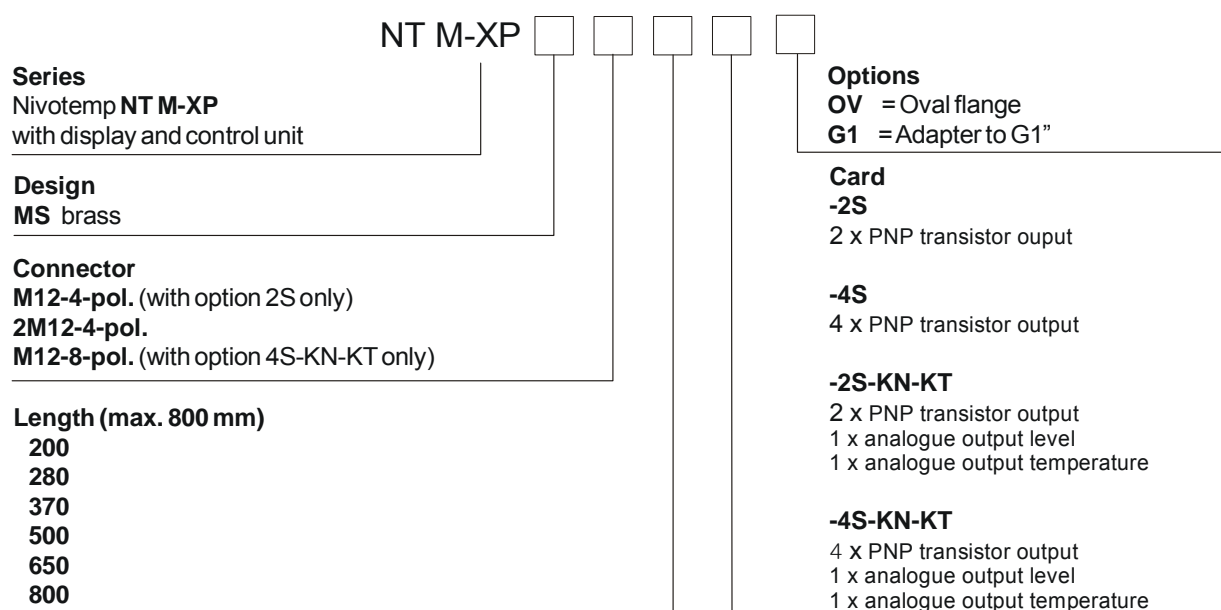 NT M-XP
Series
Nivotemp NT M-XP
with display and control unit
Design
MS brass
Connector
M12-4-pol. (with option 2S only)
2M12-4-pol.
M12-8-pol. (with option 4S-KN-KT only)
Length (max. 800 mm)
200
280
370
500
650
800
Options
OV = Oval flange
G1 = Adapter to G1”
Card
-2S
2 x PNP transistor ouput
-4S
4 x PNP transistor output
-2S-KN-KT
2 x PNP transistor output
1 x analogue output level
1 x analogue output temperature
-4S-KN-KT
4 x PNP transistor output
1 x analogue output level
1 x analogue output temperature